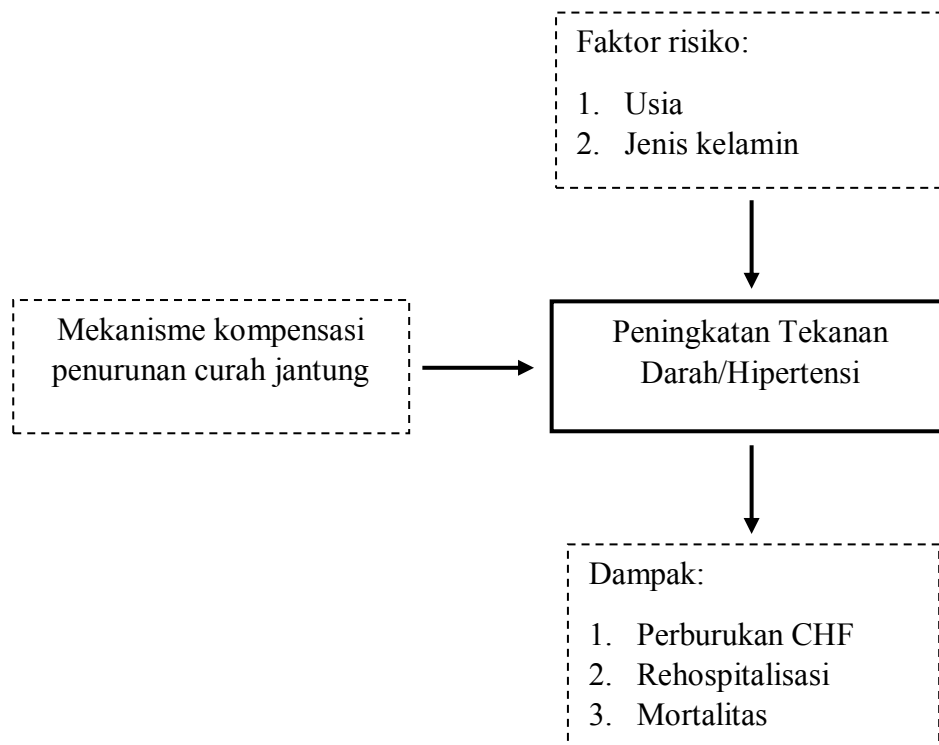 Faktor risiko:
1. Usia
2. Jenis kelamin
Mekanisme kompensasi
penurunan curah jantung
Peningkatan Tekanan
Darah/Hipertensi
Dampak:
1. Perburukan CHF
2. Rehospitalisasi
3. Mortalitas